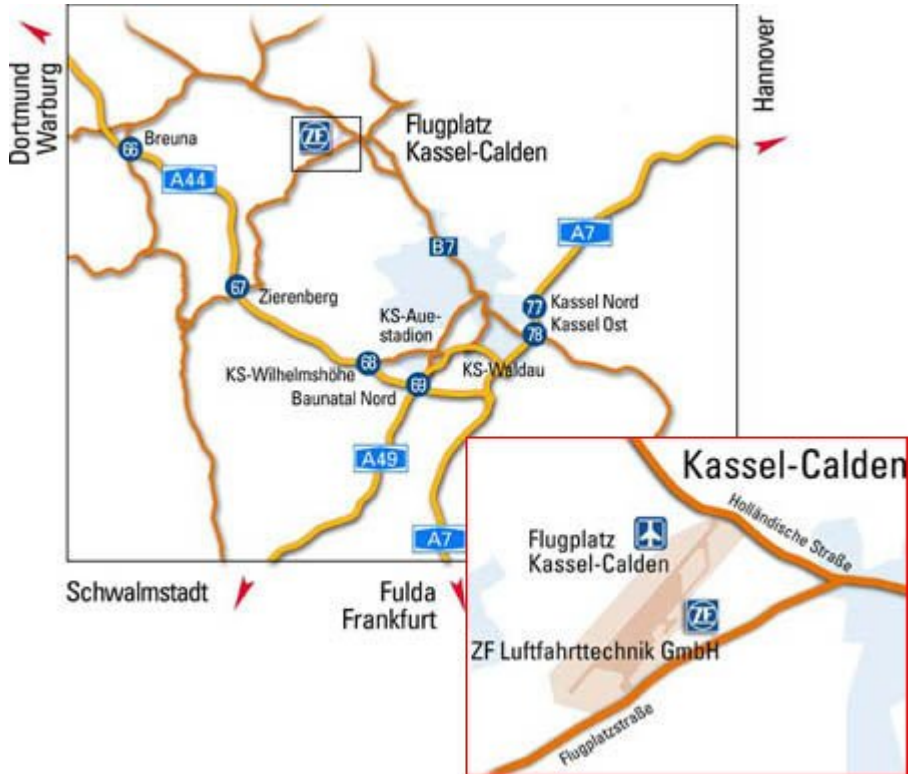 Dortmund
Warburg
Hannover
66
Breuna
ZF
Flugplatz
Kassel-Calden
A44
B7
A7
67
Zierenberg
77
Kassel Nord
KS-Aue-
stadion
78
Kassel Ost
68
KS-Wilhelmshöhe
KS-Waldau
69
Baunatal Nord
A49
A7
Schwalmstadt
Fulda
Frankfurt
Kassel-Calden
Holländische Straße
Flugplatz
Kassel-Calden
ZF
ZF Luftfahrttechnik GmbH
Flugplatzstraße